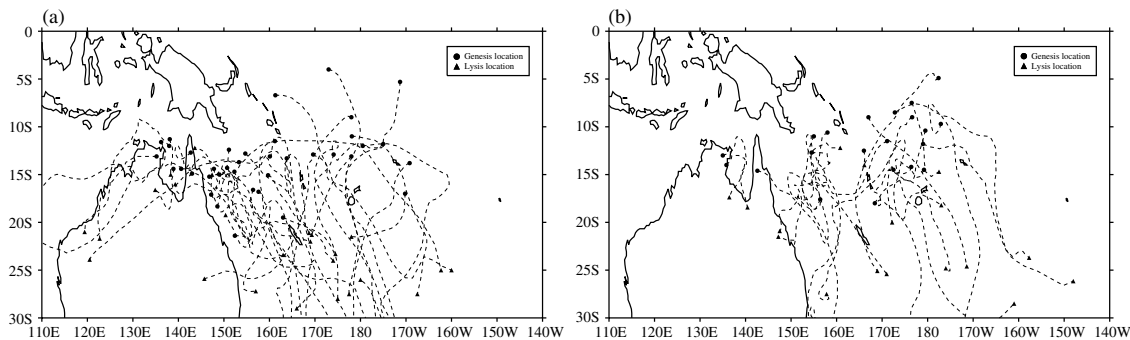 (a)
0
5S
10S
15S
20S
25S
30S
110E 120E 130E 140E 150E 160E 170E 180 170W 160W 150W 140W
Genesis location
Lysis location
(b)
0
5S
10S
15S
20S
25S
30S
110E 120E 130E 140E 150E 160E 170E 180 170W 160W 150W 140W
Genesis location
Lysis location